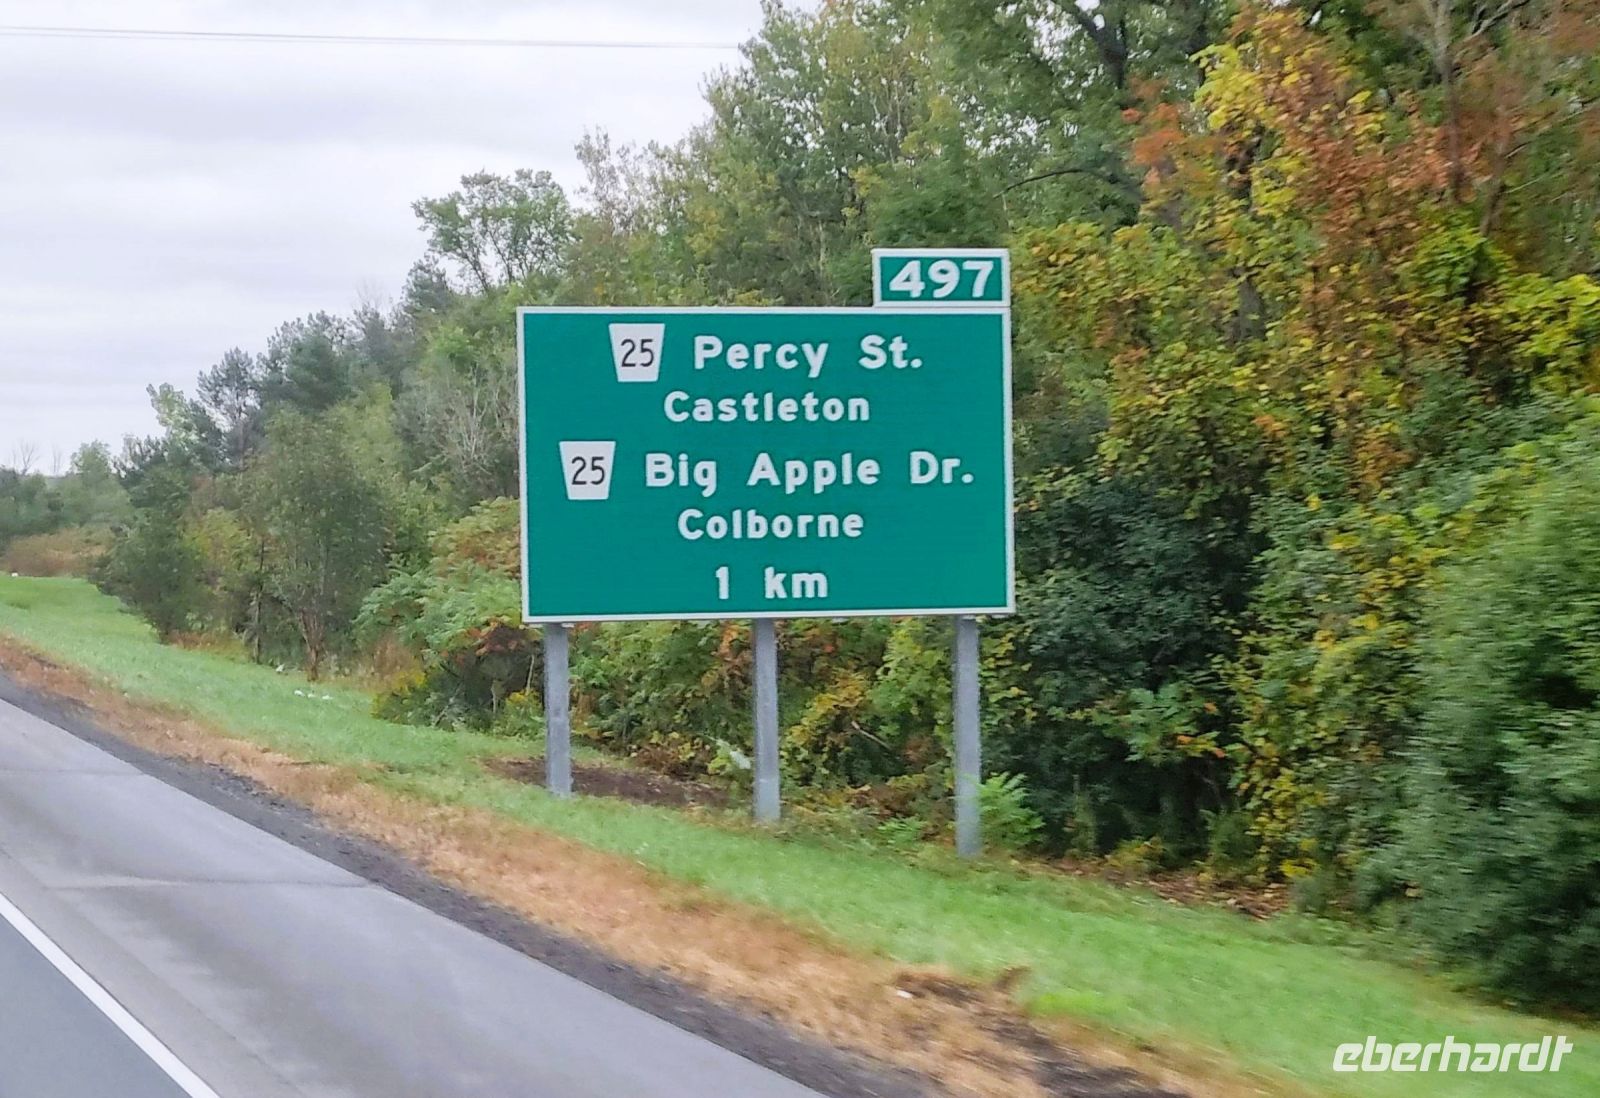 497
25 Percy St.
Castleton
25 Big Apple Dr.
Colborne
1 km
eberhardt